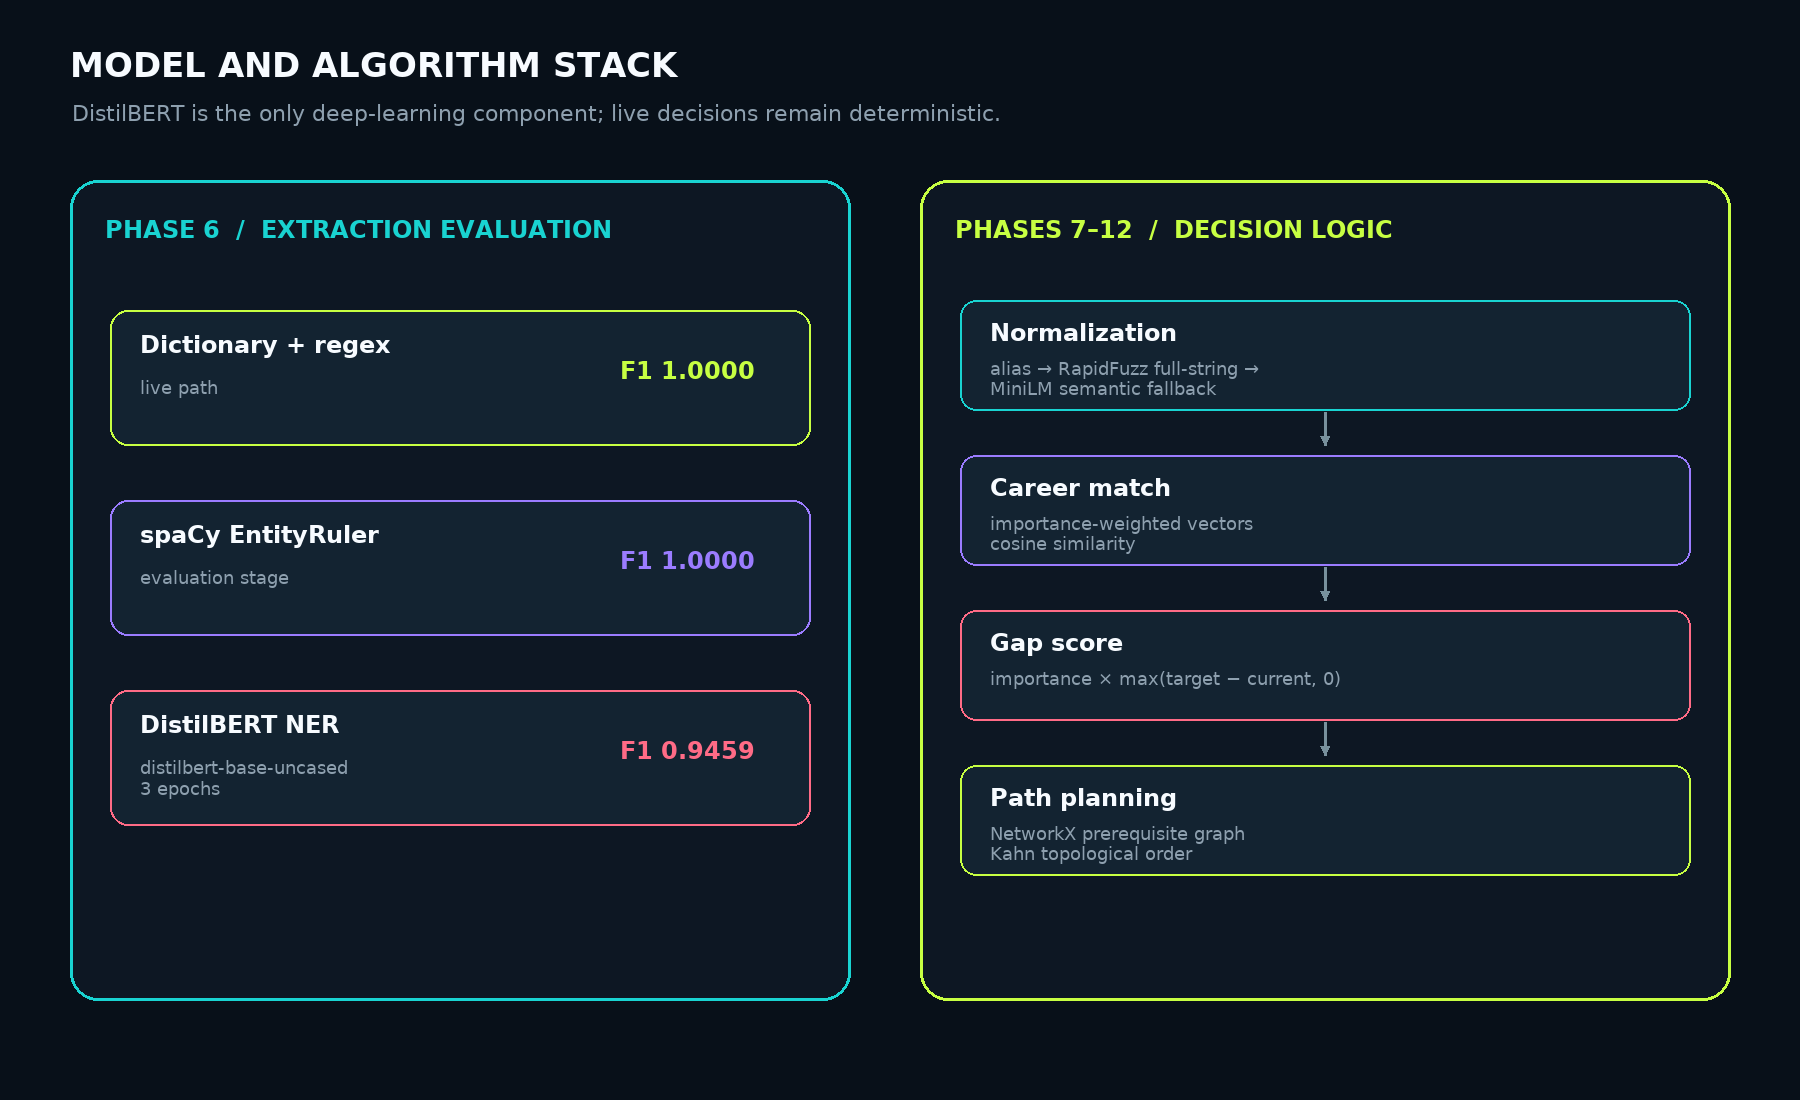 MODEL AND ALGORITHM STACK
DistilBERT is the only deep-learning component; live decisions remain deterministic.
PHASE 6 / EXTRACTION EVALUATION
Dictionary + regex
live path
F1 1.0000
spaCy EntityRuler
evaluation stage
F1 1.0000
DistilBERT NER
distilbert-base-uncased
3 epochs
F1 0.9459
PHASES 7–12 / DECISION LOGIC
Normalization
alias → RapidFuzz full-string →
MiniLM semantic fallback
Career match
importance-weighted vectors
cosine similarity
Gap score
importance × max(target − current, 0)
Path planning
NetworkX prerequisite graph
Kahn topological order